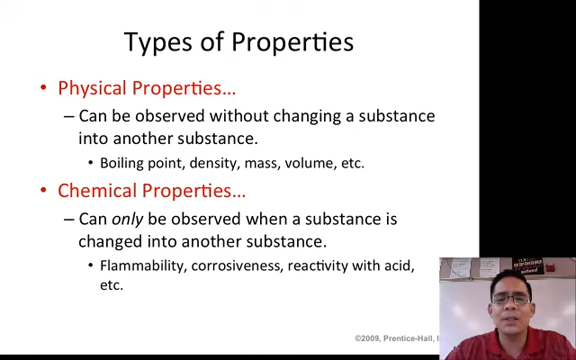 Types of Properties
• Physical Properties…
– Can be observed without changing a substance
into another substance.
• Boiling point, density, mass, volume, etc.
• Chemical Properties…
– Can only be observed when a substance is
changed into another substance.
• Flammability, corrosiveness, reactivity with acid,
etc.
©2009, Prentice-Hall, I